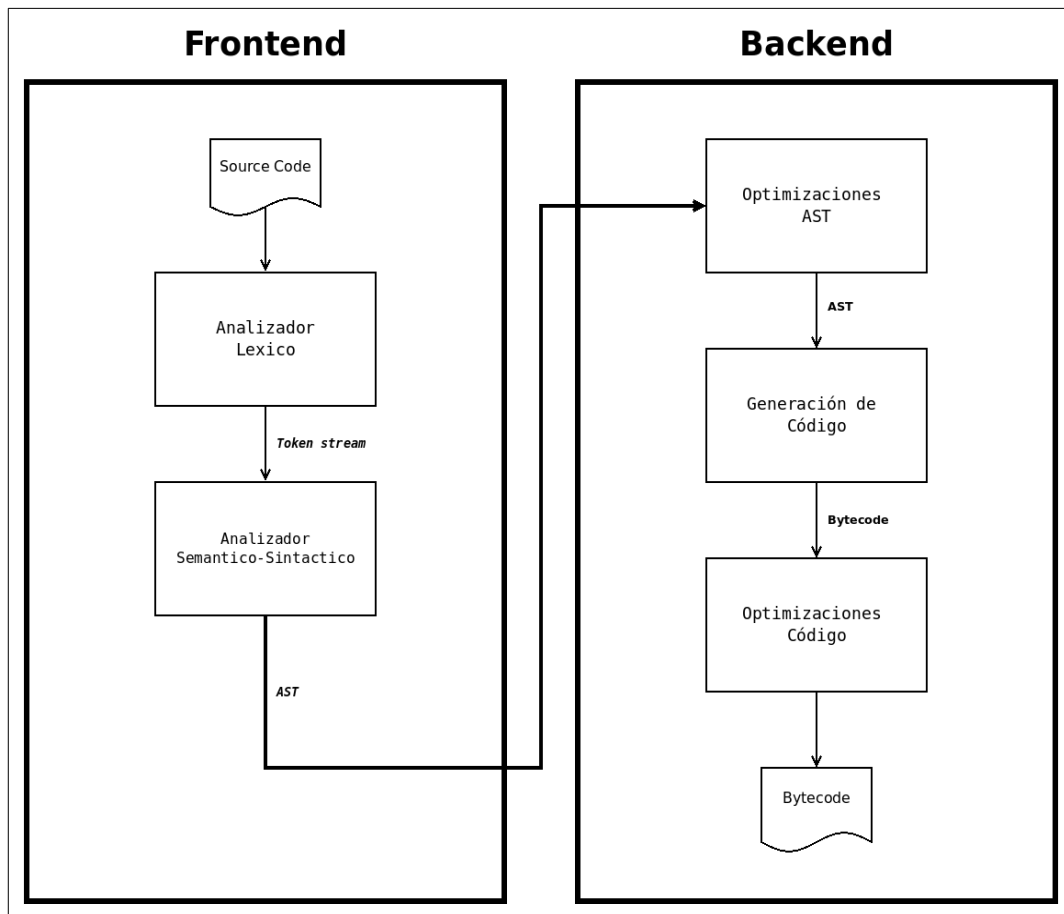 Frontend
Source Code
Analizador
Lexico
Token stream
Analizador
Semantico-Sintactico
AST
Backend
Optimizaciones
AST
AST
Generación de
Código
Bytecode
Optimizaciones
Código
Bytecode